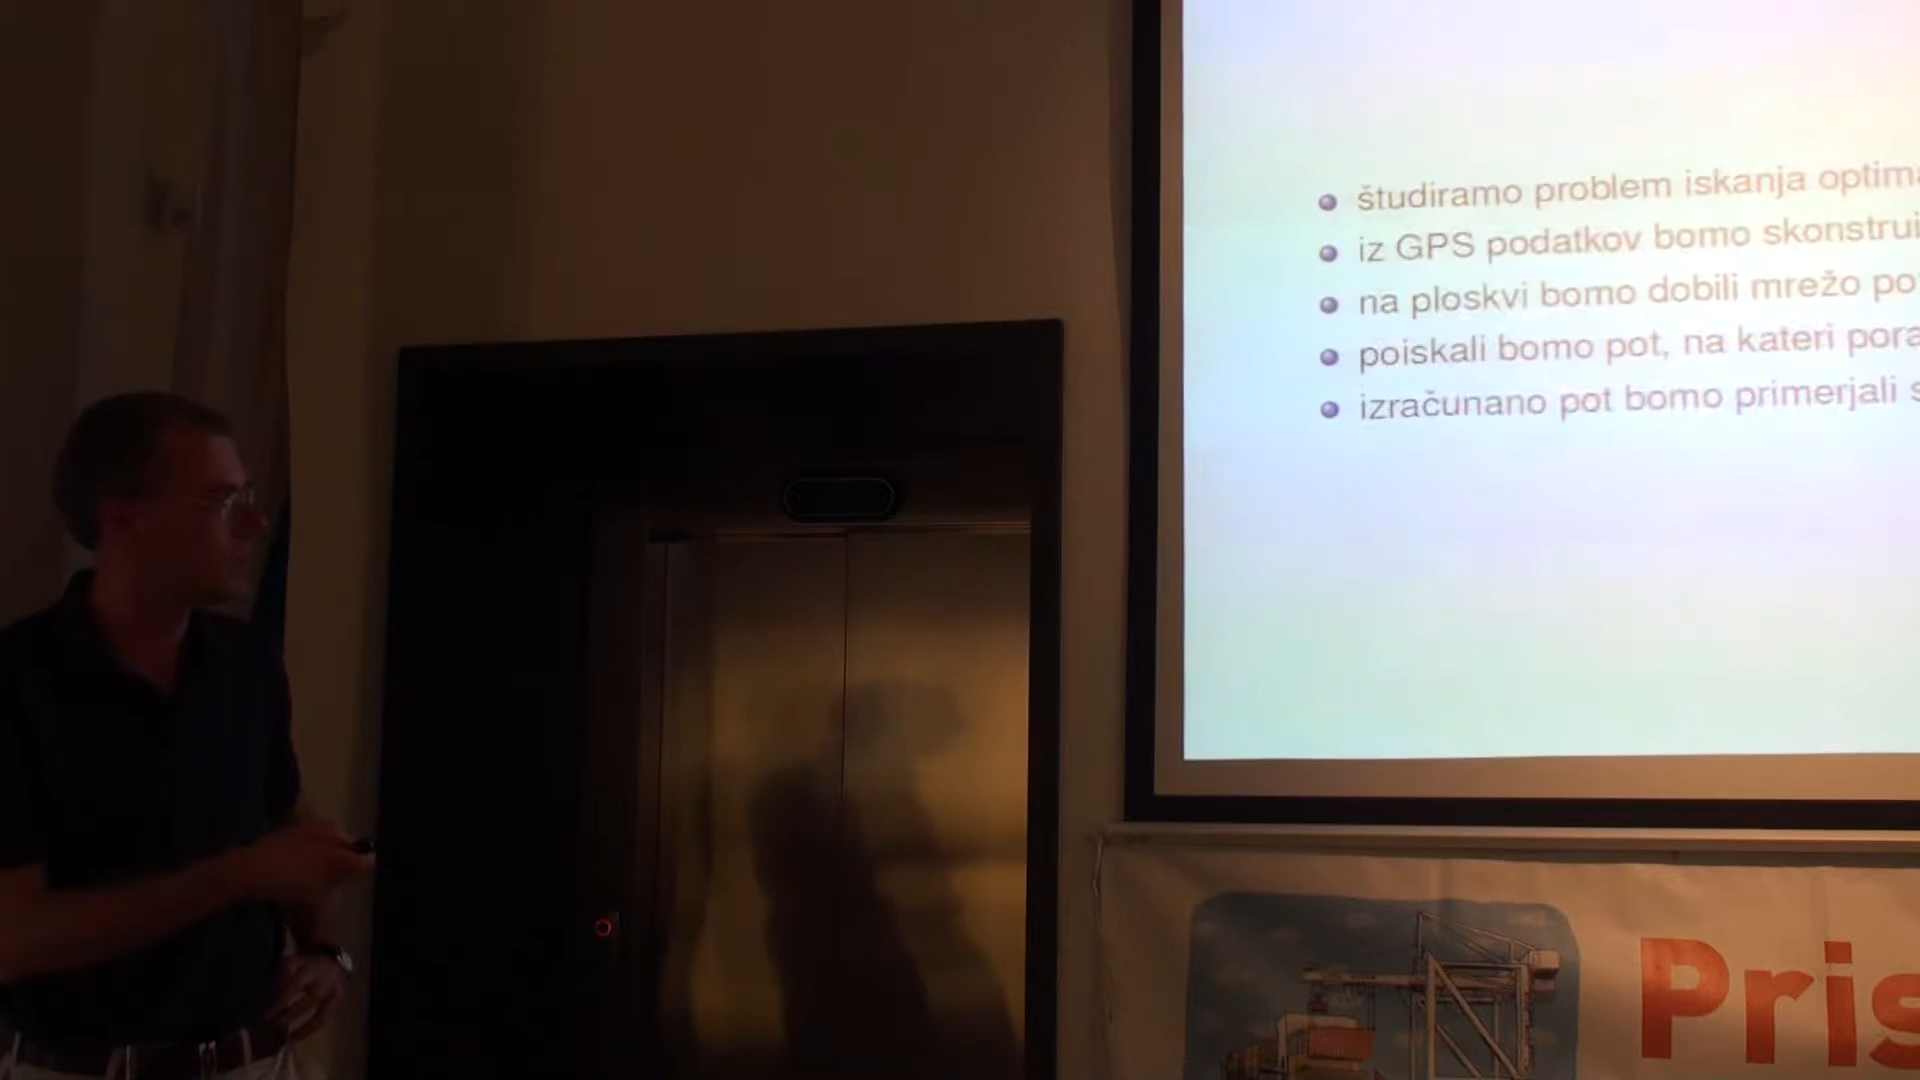 študiramo problem iskanja optim
iz GPS podatkov bomo skonstrui
na ploskvi bomo dobili mrežo po
poiskali bomo pot, na kateri pora
izračunano pot bomo primerjali s
Pris